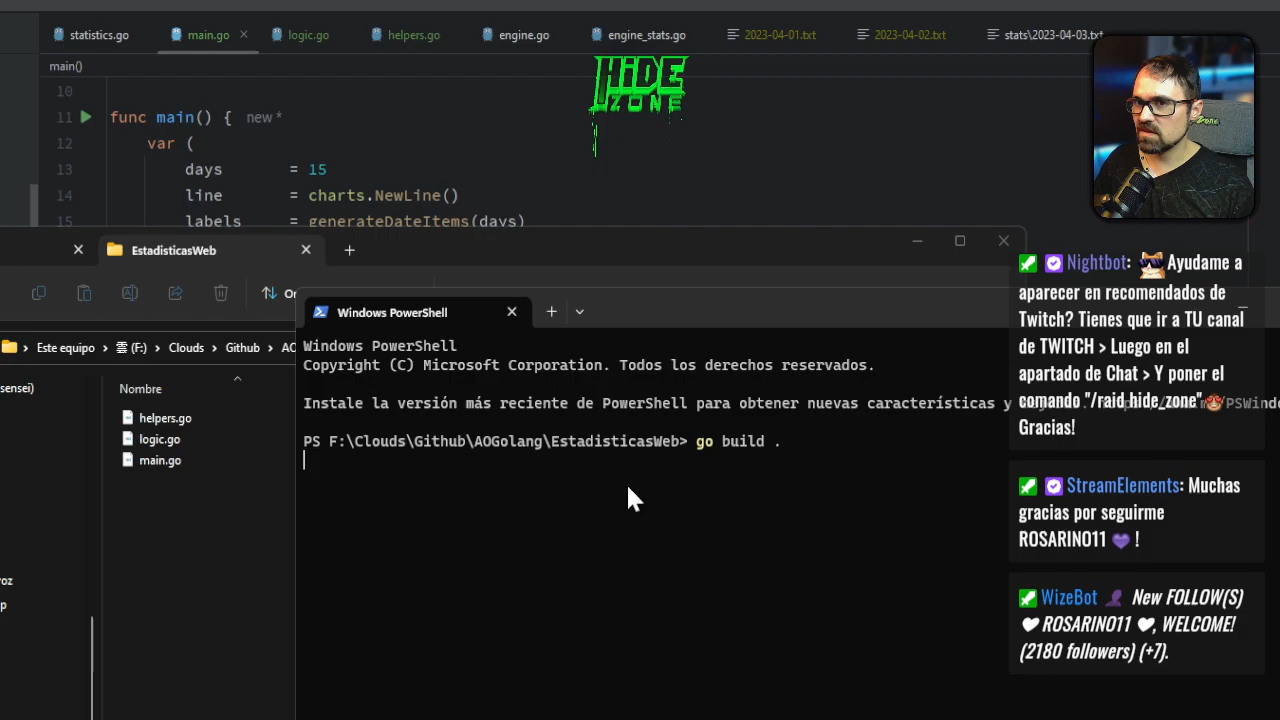 statistics.go
main.go
logic.go
helpers.go
engine.go
engine_stats.go
2023-04-01.txt
2023-04-02.txt
stats\2023-04-03.txt
main()
HiDE
ZONE
10
11 func main() { new *
12 var (
13 days = 15
14 line = charts.NewLine()
15 labels = generateDateItems(days)
EstadisticasWeb
Este equipo > 雲 (F:) > Clouds > Github >
sensei)
Nombre
helpers.go
logic.go
main.go
Windows PowerShell
Windows PowerShell
Copyright (C) Microsoft Corporation. Todos los derechos reservados.
Instale la versión más reciente de PowerShell para obtener nuevas características y
PS F:\Clouds\Github\AOGolang\EstadisticasWeb> go build .
Nightbot: Ayudame a
aparecer en recomendados de
Twitch? Tienes que ir a TU canal
de TWITCH > Luego en el
apartado de Chat > Y poner el
comando "/raid hide_zone"
Gracias!
StreamElements: Muchas
gracias por seguirme
ROSARINO11 !
WizeBot New FOLLOW(S)
ROSARINO11 , WELCOME!
(2180 followers) (+7).